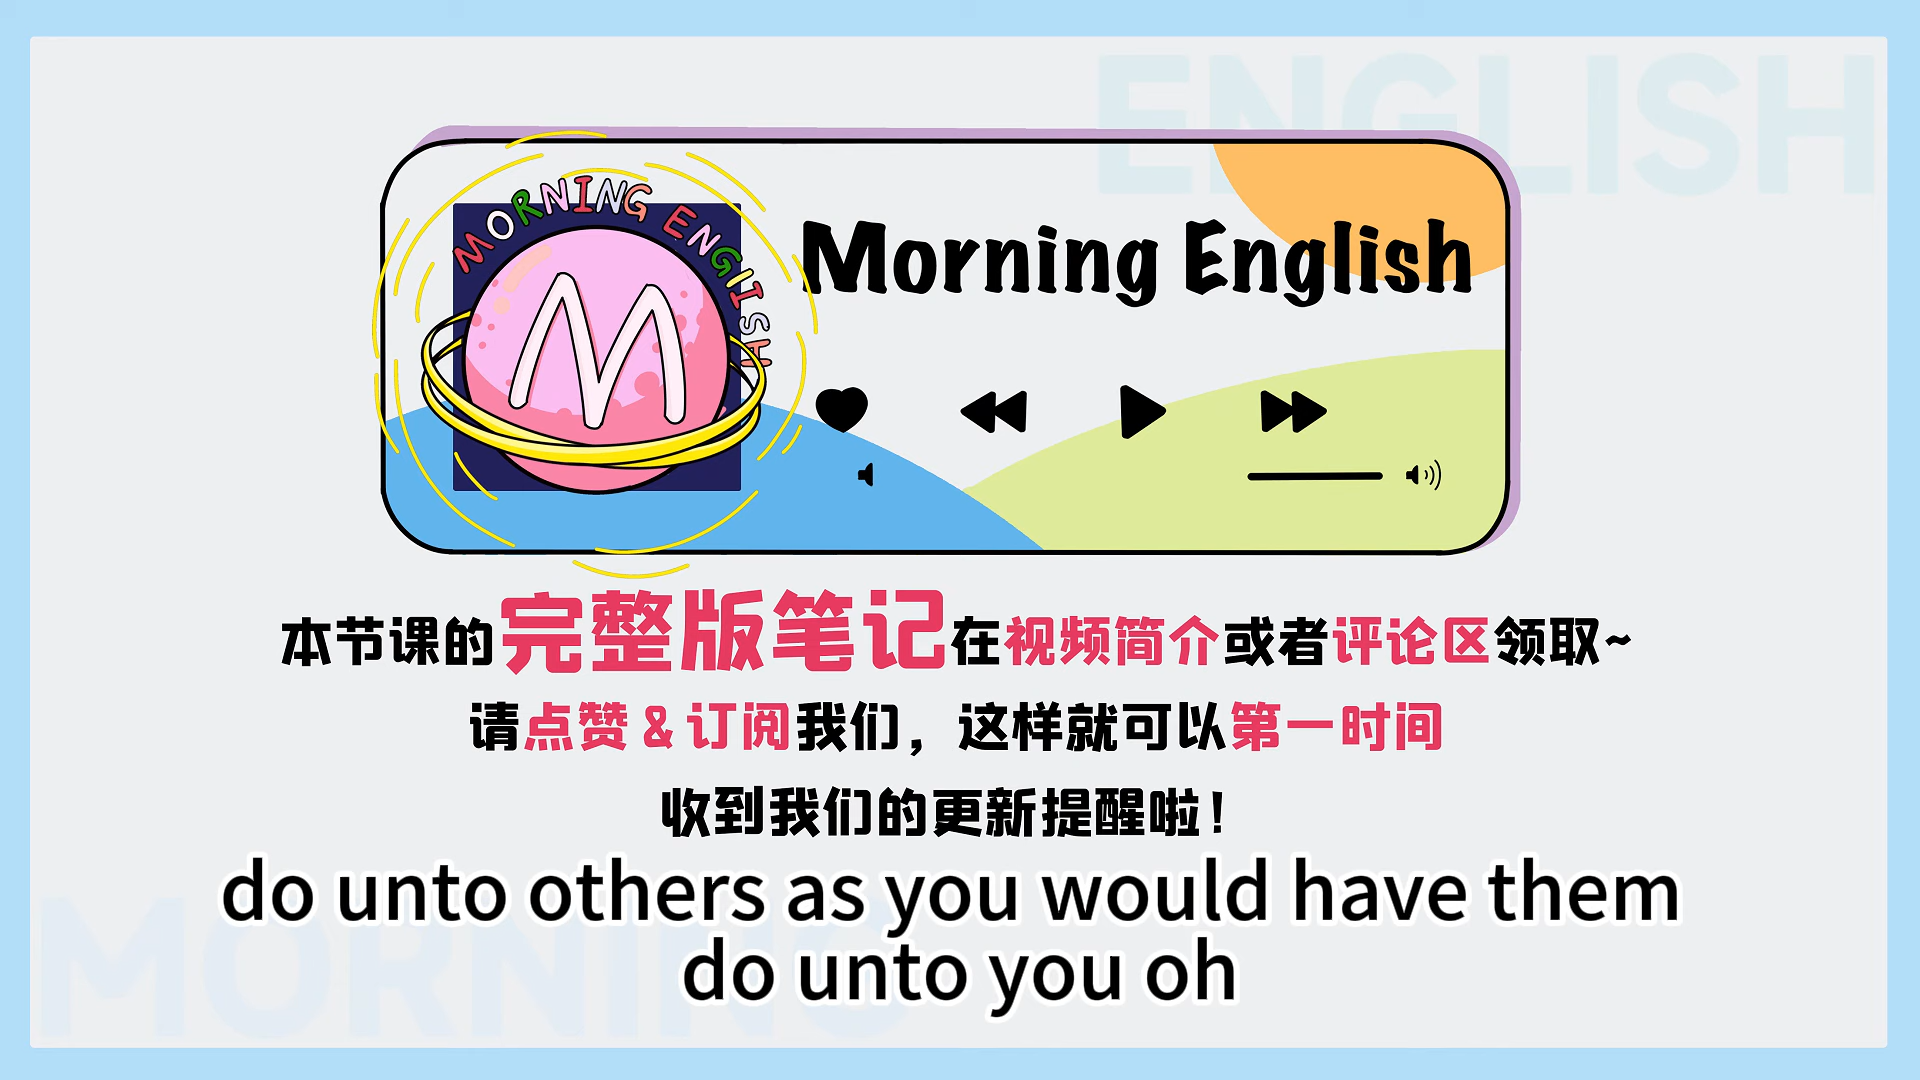 ENGLISH
MORNING ENGLISH
M
Morning English
本节课的完整版笔记在视频简介或者评论区领取~
请点赞&订阅我们，这样就可以第一时间
收到我们的更新提醒啦！
do unto others as you would have them
do unto you oh
MORNING